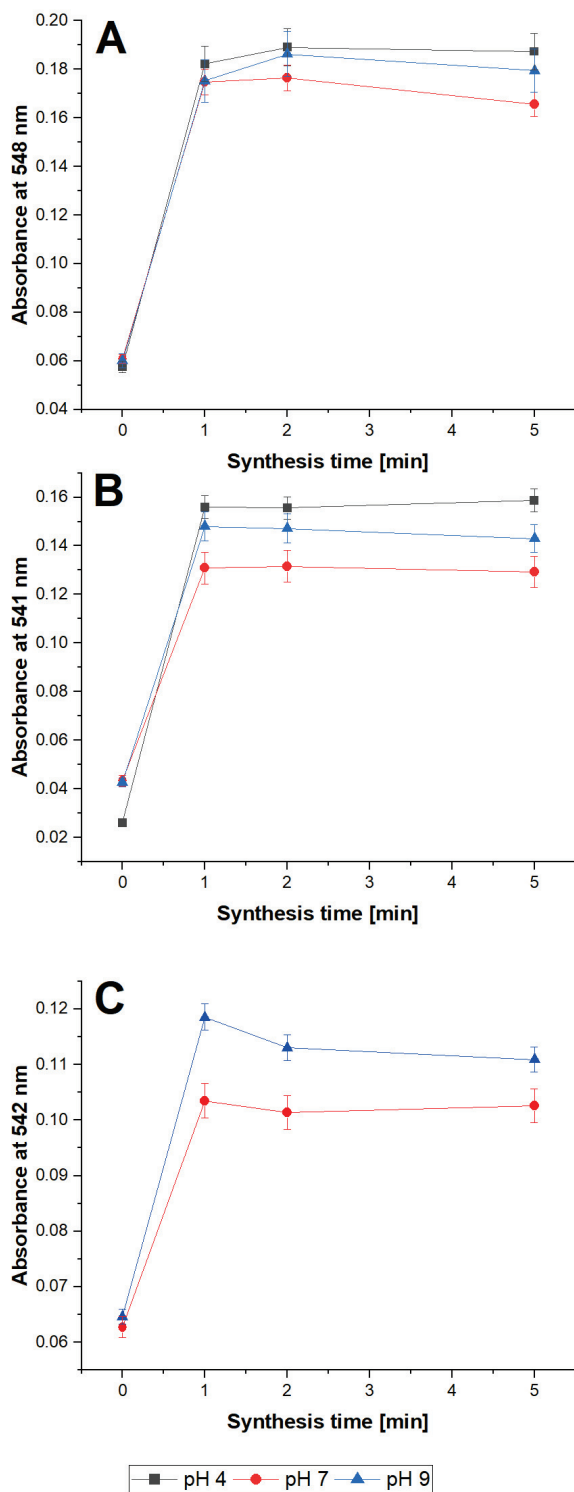 A
Absorbance at 548 nm
0.20
0.18
0.16
0.14
0.12
0.10
0.08
0.06
0.04
0 1 2 3 4 5
Synthesis time [min]
B
Absorbance at 541 nm
0.16
0.14
0.12
0.10
0.08
0.06
0.04
0.02
0 1 2 3 4 5
Synthesis time [min]
C
Absorbance at 542 nm
0.12
0.11
0.10
0.09
0.08
0.07
0.06
0 1 2 3 4 5
Synthesis time [min]
pH 4 pH 7 pH 9